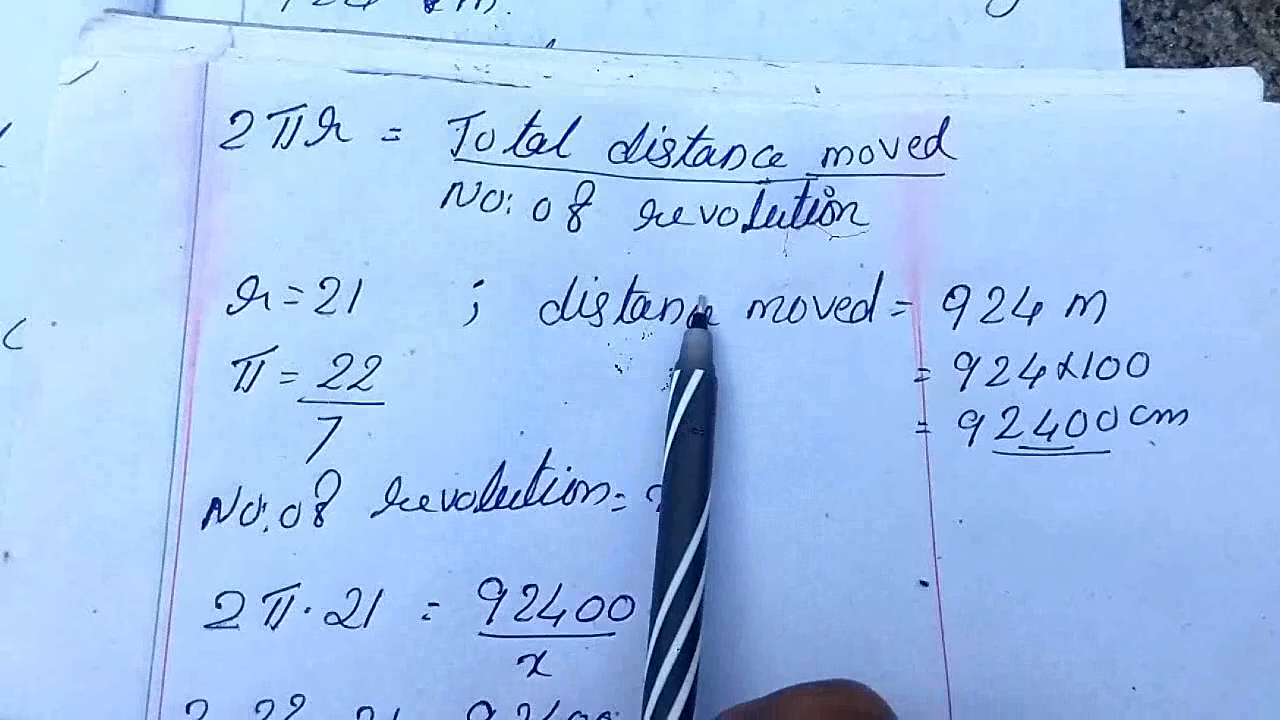 2πr = Total distance moved
No: of revolution
r = 21 ; distance moved = 924 m
= 924×100
π = 22
7
= 92400 cm
No: of revolution = ?
2π·21 = 92400
x